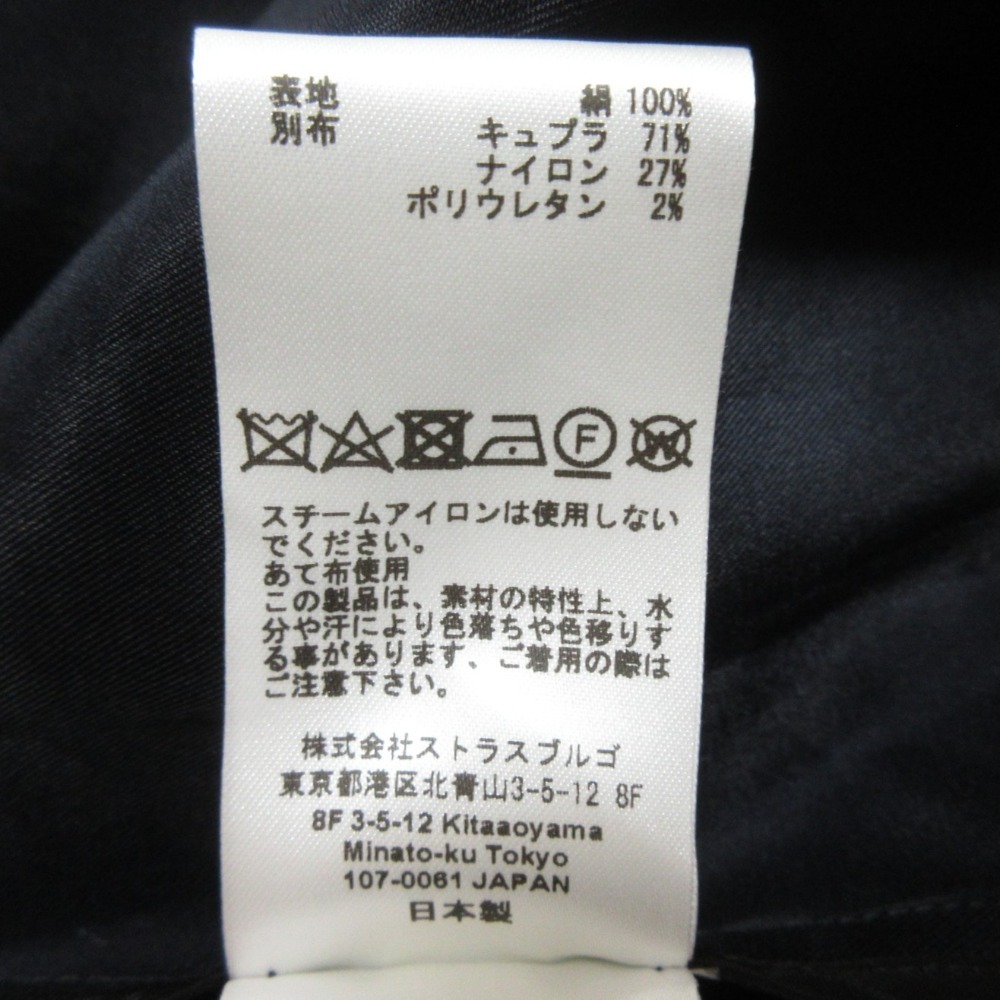 表地 絹 100%
別布 キュプラ 71%
ナイロン 27%
ポリウレタン 2%
F W
スチームアイロンは使用しない
でください。
あて布使用
この製品は、素材の特性上、水
分や汗により色落ちや色移りす
る事があります、ご着用の際は
ご注意下さい。
株式会社ストラスブルゴ
東京都港区北青山3-5-12 8F
8F 3-5-12 Kitaaoyama
Minato-ku Tokyo
107-0061 JAPAN
日本製